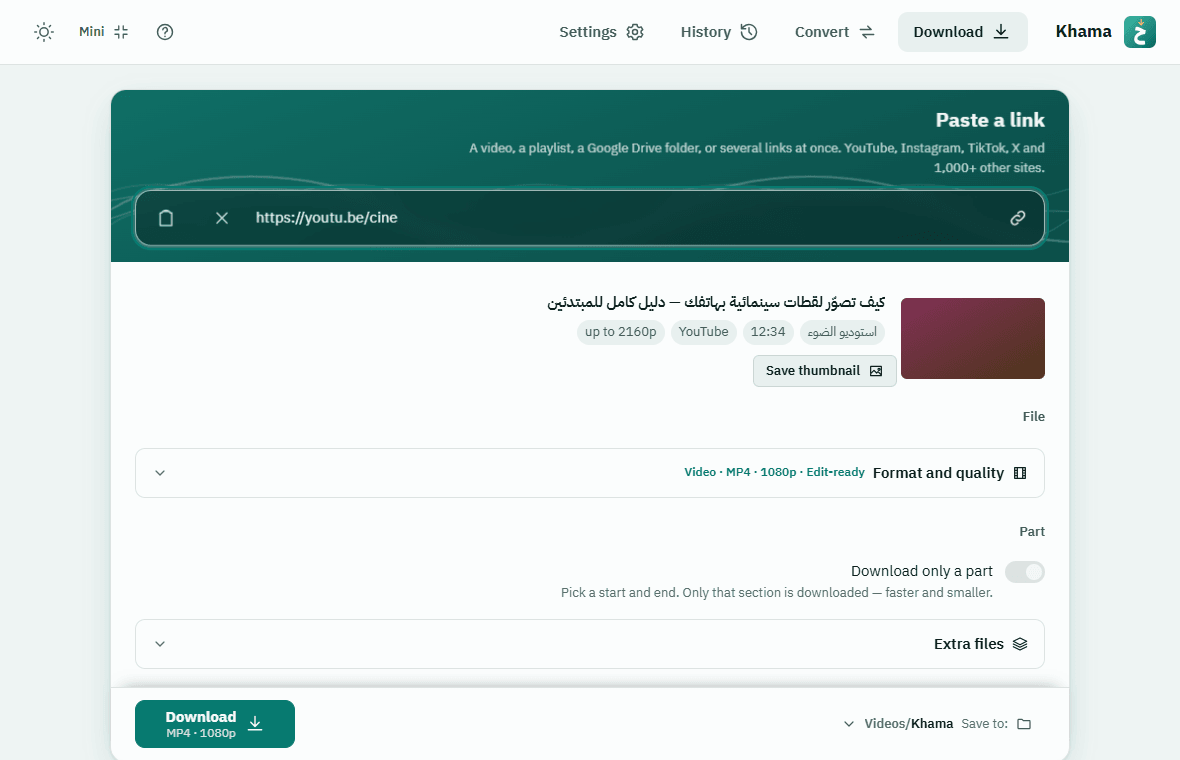 خ
Khama
Download
Convert
History
Settings
Mini
Paste a link
A video, a playlist, a Google Drive folder, or several links at once. YouTube, Instagram, TikTok, X and
1,000+ other sites.
https://youtu.be/cine
كيف تصوّر لقطات سينمائية بهاتفك — دليل كامل للمبتدئين
استوديو الضوء
12:34
YouTube
up to 2160p
Save thumbnail
File
Format and quality
Video · MP4 · 1080p · Edit-ready
Part
Download only a part
Pick a start and end. Only that section is downloaded — faster and smaller.
Extra files
Save to:
Videos/Khama
Download
MP4 · 1080p